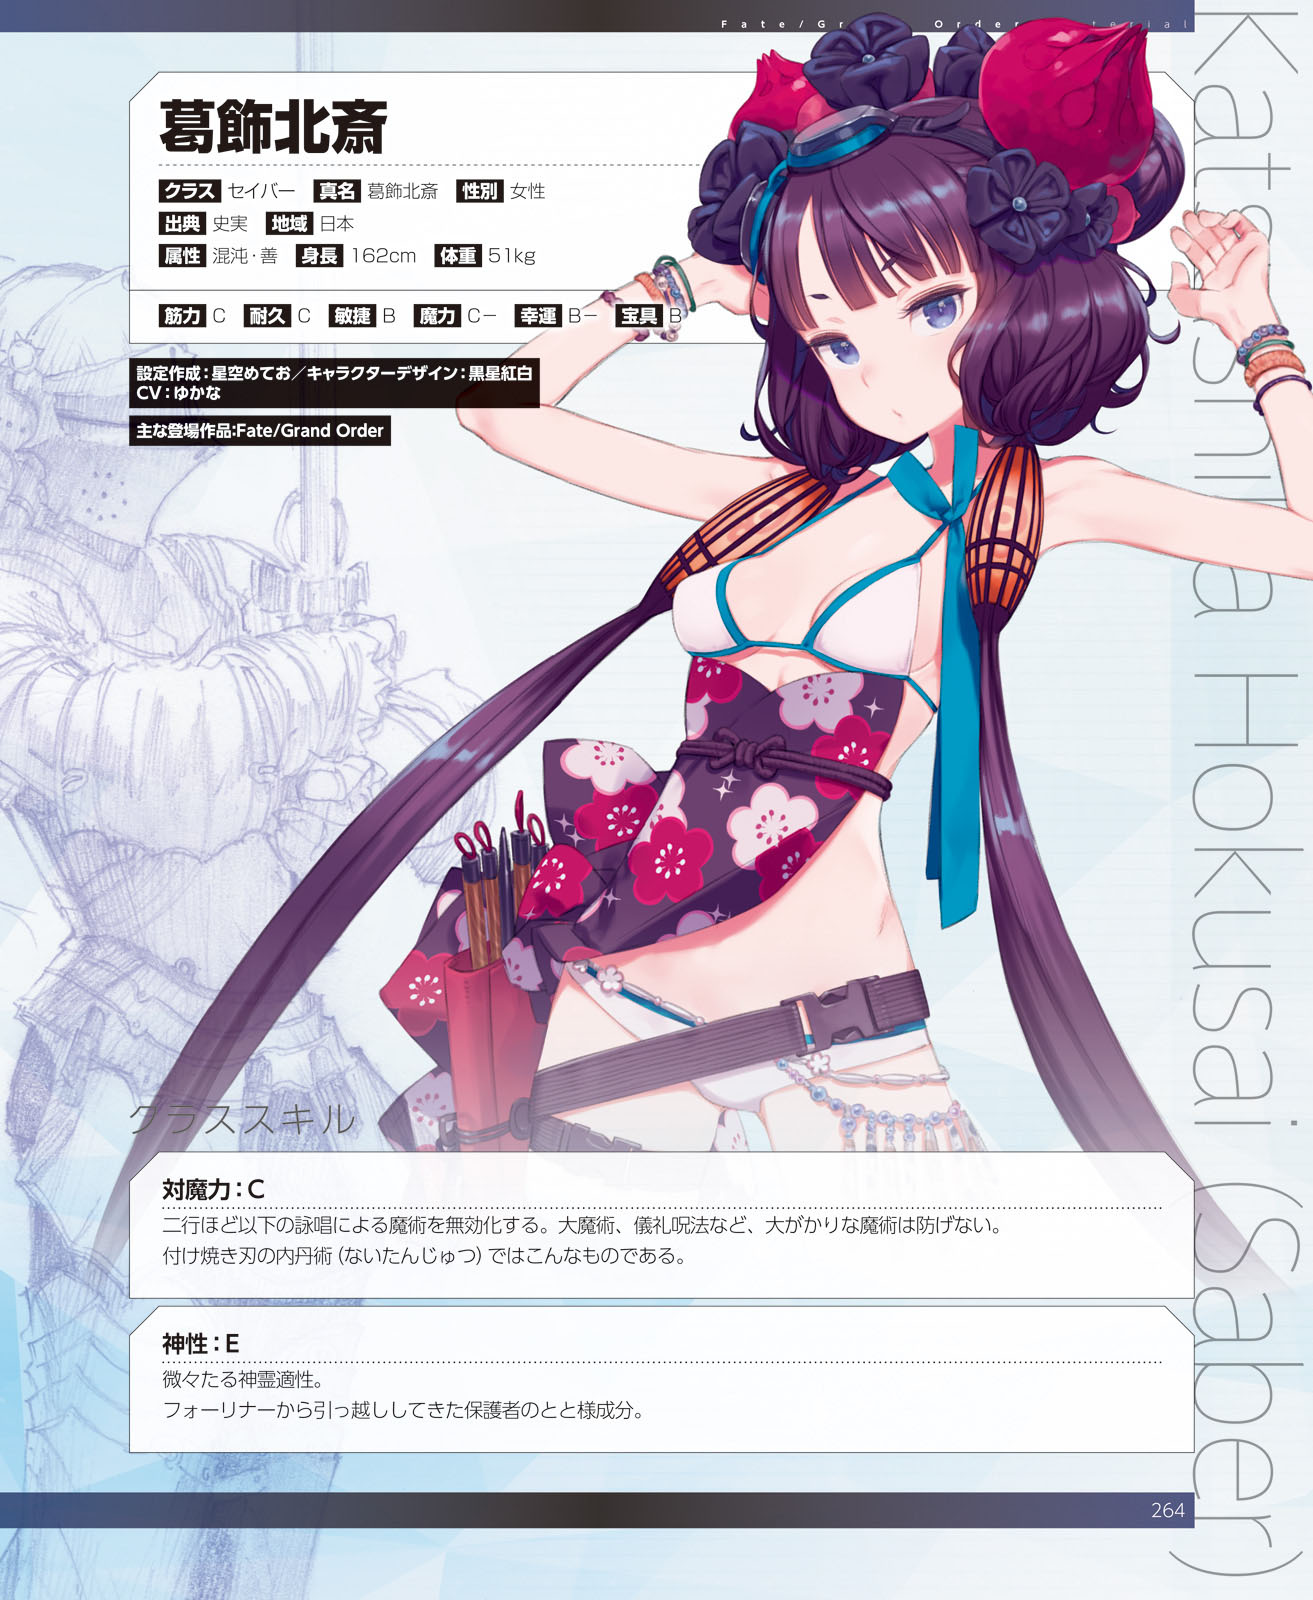 Fate/Gr Order terial
葛飾北斎
クラス セイバー 真名 葛飾北斎 性別 女性
出典 史実 地域 日本
属性 混沌・善 身長 162cm 体重 51kg
筋力 C 耐久 C 敏捷 B 魔力 C− 幸運 B− 宝具 B
設定作成：星空めてお／キャラクターデザイン：黒星紅白
CV：ゆかな
主な登場作品:Fate/Grand Order
Katsushika Hokusai (Saber)
クラススキル
対魔力：C
二行ほど以下の詠唱による魔術を無効化する。大魔術、儀礼呪法など、大がかりな魔術は防げない。
付け焼き刃の内丹術（ないたんじゅつ）ではこんなものである。
神性：E
微々たる神霊適性。
フォーリナーから引っ越ししてきた保護者のとと様成分。
264